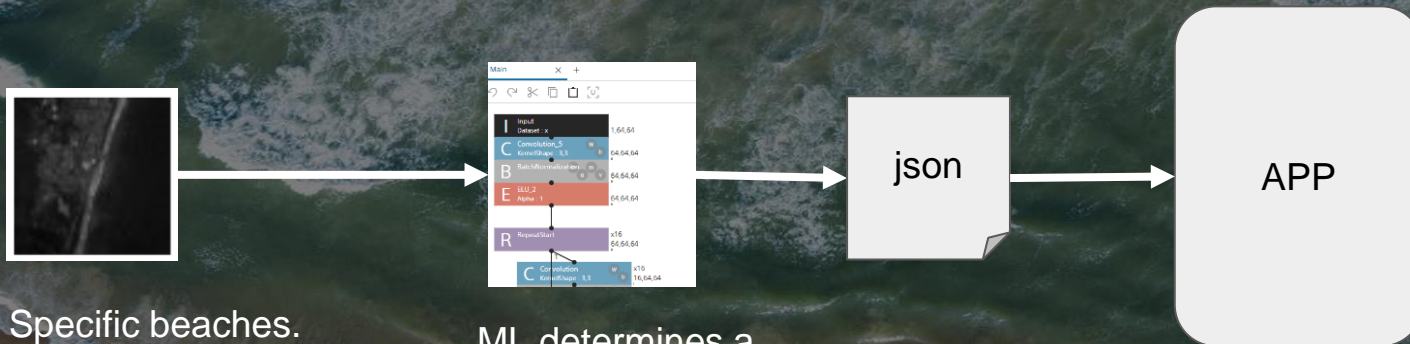 Main × +
I Input
Dataset : x 1,64,64
C Convolution_5
KernelShape : 3,3 64,64,64
B BatchNormalization 64,64,64
E ELU_2
Alpha : 1 64,64,64
R RepeatStart x16
64,64,64
C Convolution x16
KernelShape : 3,3 16,64,64
json
APP
Specific beaches.
ML determines a